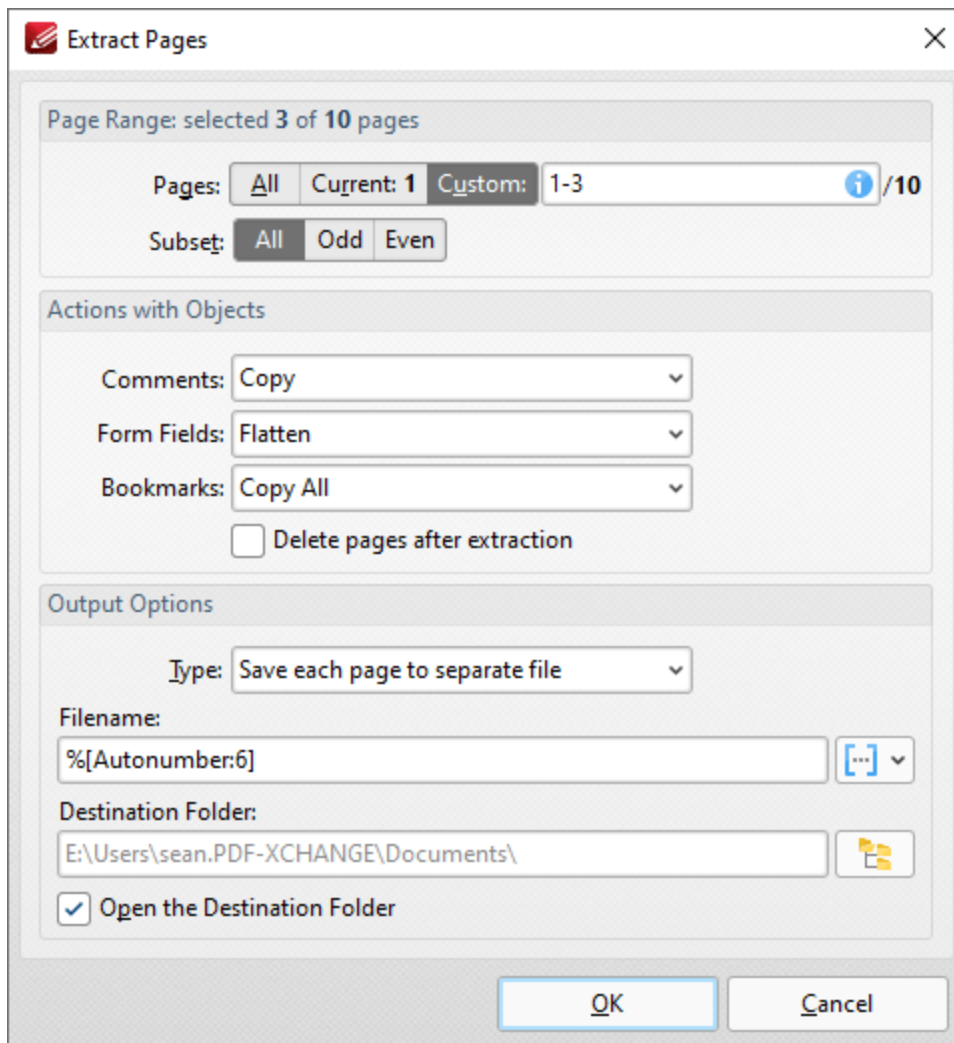 Extract Pages
Page Range: selected 3 of 10 pages
Pages: All Current: 1 Custom: 1-3 /10
Subset: All Odd Even
Actions with Objects
Comments: Copy
Form Fields: Flatten
Bookmarks: Copy All
Delete pages after extraction
Output Options
Type: Save each page to separate file
Filename:
%[Autonumber:6]
Destination Folder:
E:\Users\sean.PDF-XCHANGE\Documents\
Open the Destination Folder
OK Cancel